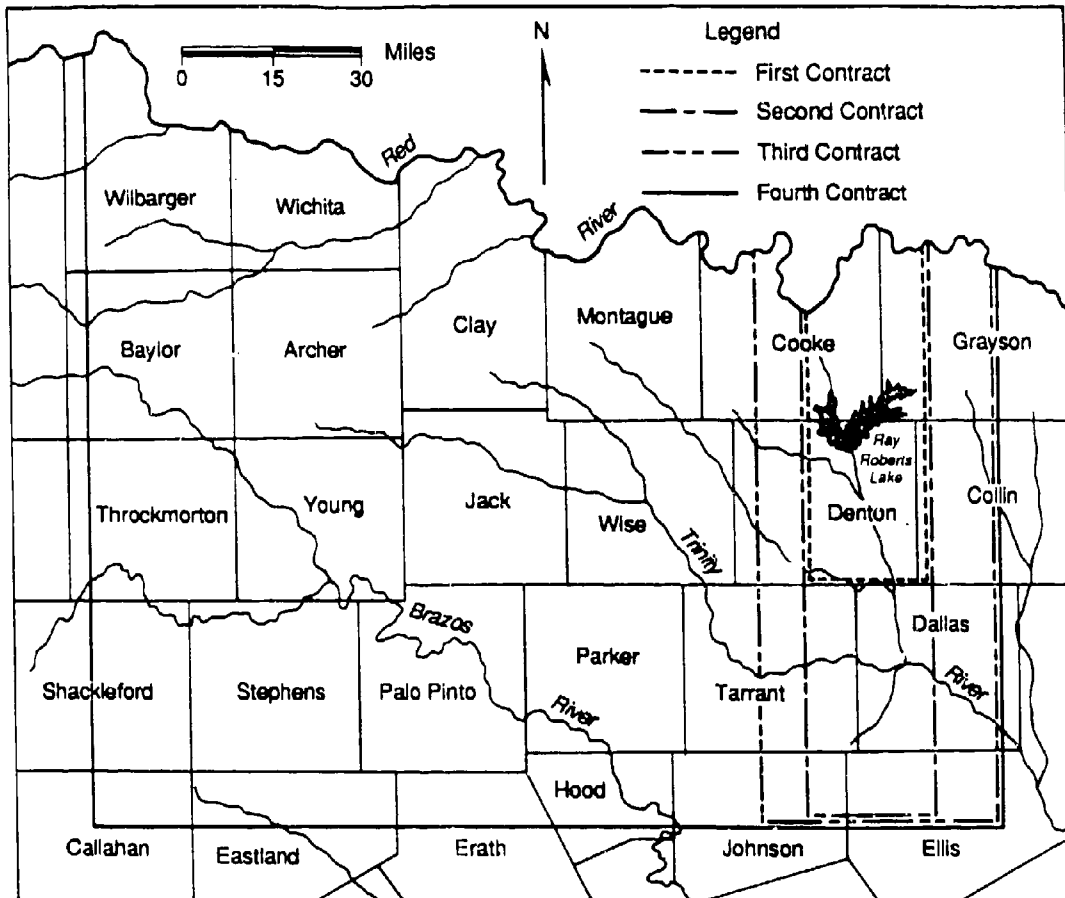 N
Legend
Miles
0 15 30
First Contract
Second Contract
Third Contract
Fourth Contract
Red
River
Wilbarger
Wichita
Clay
Montague
Cooke
Grayson
Baylor
Archer
Ray
Roberts
Lake
Throckmorton
Young
Jack
Wise
Trinity
Denton
Collin
Brazos
Dallas
Shackleford
Stephens
Palo Pinto
Parker
Tarrant
River
River
Hood
Callahan
Eastland
Erath
Johnson
Ellis